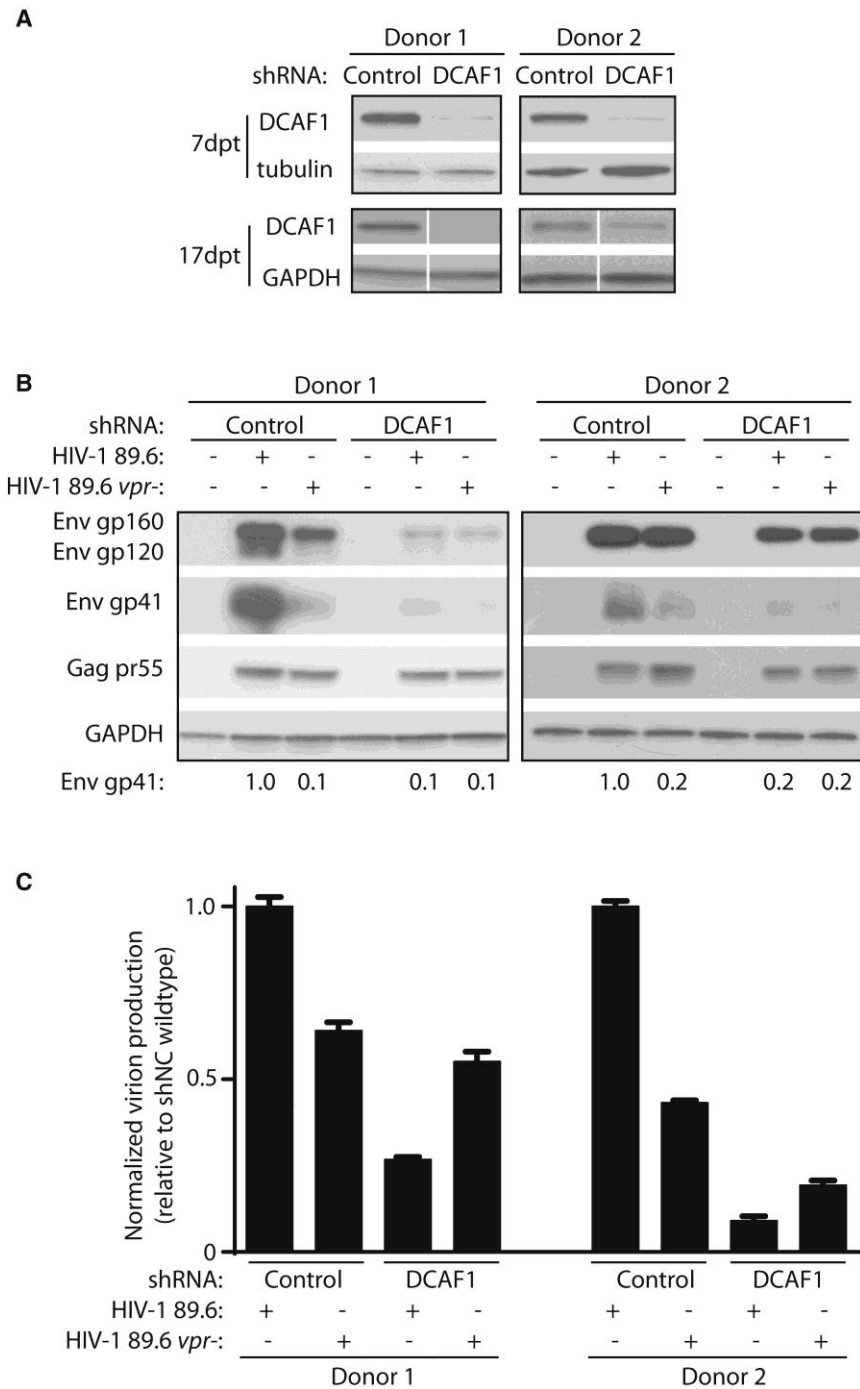 A
Donor 1 Donor 2
shRNA: Control DCAF1 Control DCAF1
7dpt
DCAF1
tubulin
17dpt
DCAF1
GAPDH
B
Donor 1 Donor 2
shRNA: Control DCAF1 Control DCAF1
HIV-1 89.6: - + - - + - - + - - + -
HIV-1 89.6 vpr-: - - + - - + - - + - - +
Env gp160
Env gp120
Env gp41
Gag pr55
GAPDH
Env gp41: 1.0 0.1 0.1 0.1 1.0 0.2 0.2 0.2
C
Normalized virion production
(relative to shNC wildtype)
1.0
0.5
0
shRNA: Control DCAF1 Control DCAF1
HIV-1 89.6: + - + - + - + -
HIV-1 89.6 vpr-: - + - + - + - +
Donor 1 Donor 2